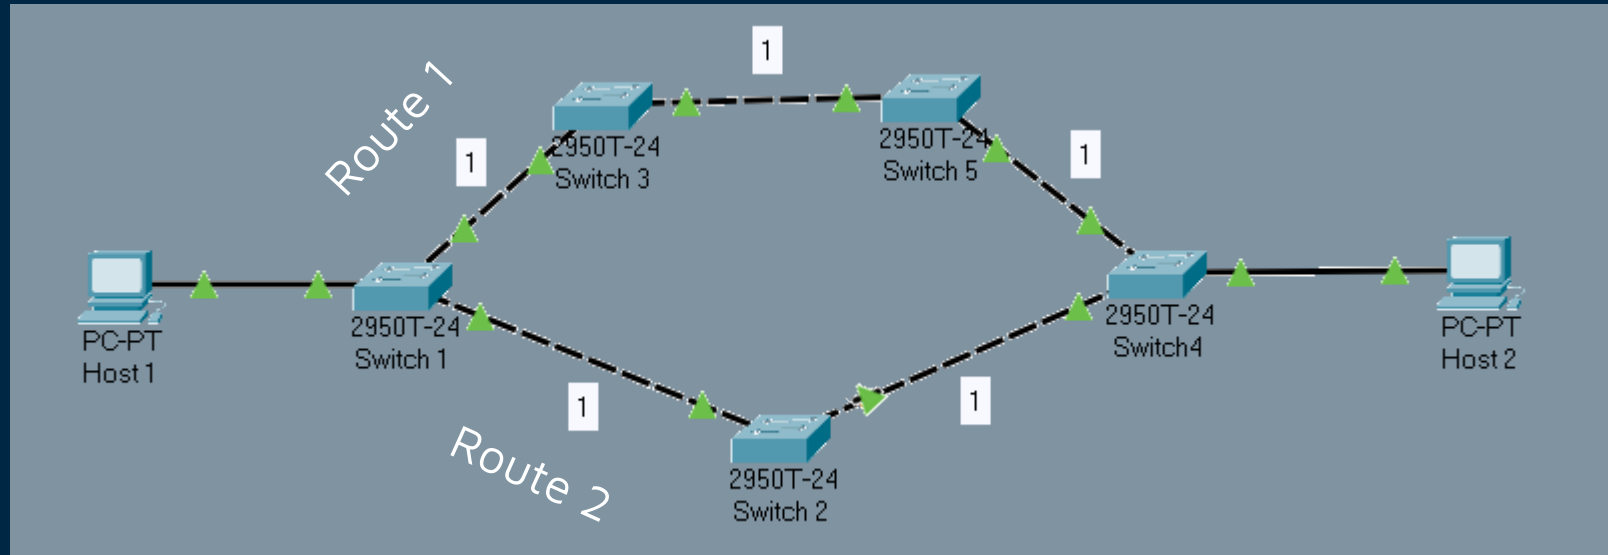 1
Route 1
1
2950T-24
Switch 3
2950T-24
Switch 5
1
PC-PT
Host 1
2950T-24
Switch 1
2950T-24
Switch4
PC-PT
Host 2
1
1
Route 2
2950T-24
Switch 2